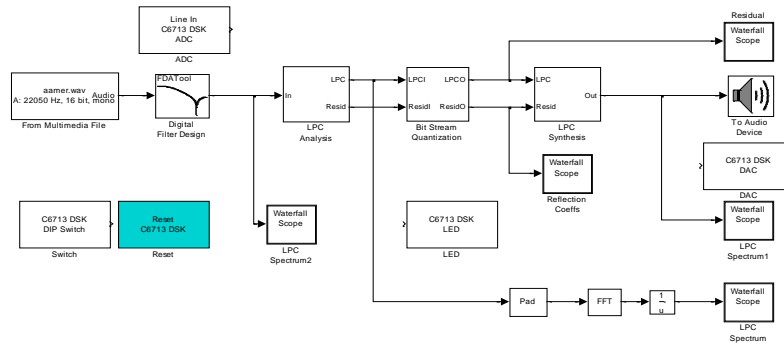 Line In
C6713 DSK
ADC
ADC
Residual
Waterfall
Scope
aamer.wav
A: 22050 Hz, 16 bit, mono
Audio
From Multimedia File
FDATool
Digital
Filter Design
In
LPC
Resid
LPC
Analysis
LPCI
ResidI
LPCO
ResidO
Bit Stream
Quantization
LPC
Resid
Out
LPC
Synthesis
To Audio
Device
C6713 DSK
DAC
DAC
Waterfall
Scope
Reflection
Coeffs
C6713 DSK
DIP Switch
Switch
Reset
C6713 DSK
Reset
Waterfall
Scope
LPC
Spectrum2
C6713 DSK
LED
LED
Waterfall
Scope
LPC
Spectrum1
Pad
FFT
1
u
Waterfall
Scope
LPC
Spectrum